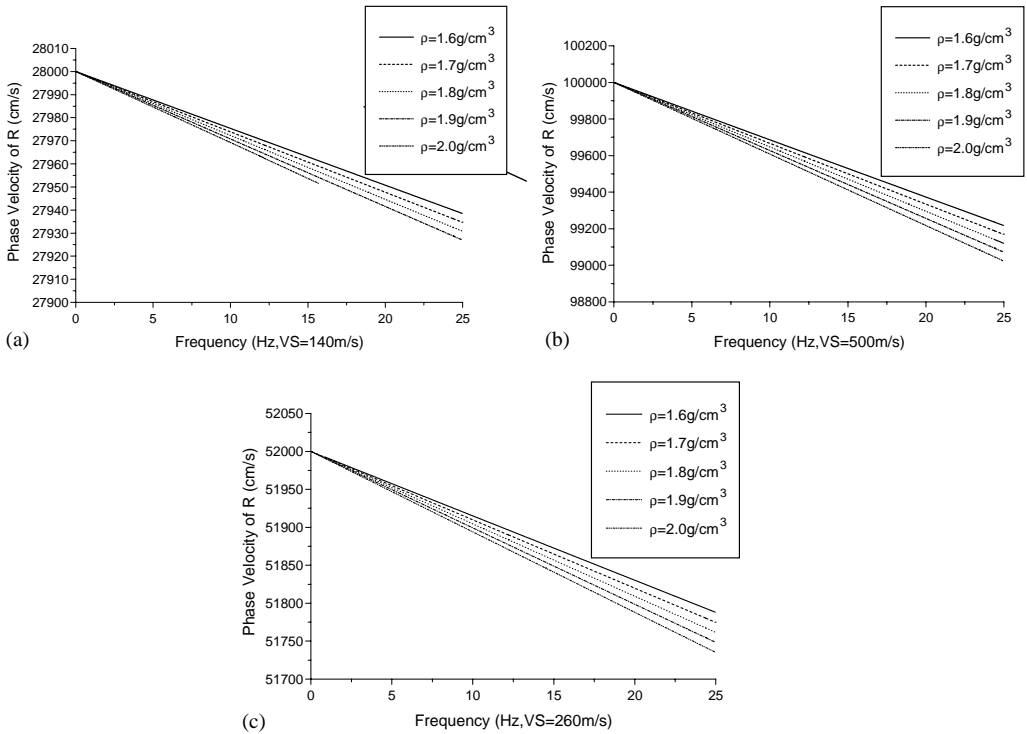 ρ=1.6g/cm³
ρ=1.7g/cm³
ρ=1.8g/cm³
ρ=1.9g/cm³
ρ=2.0g/cm³
28010
28000
27990
27980
27970
27960
27950
27940
27930
27920
27910
27900
Phase Velocity of R (cm/s)
0 5 10 15 20 25
Frequency (Hz,VS=140m/s)
(a)
ρ=1.6g/cm³
ρ=1.7g/cm³
ρ=1.8g/cm³
ρ=1.9g/cm³
ρ=2.0g/cm³
100200
100000
99800
99600
99400
99200
99000
98800
Phase Velocity of R (cm/s)
0 5 10 15 20 25
Frequency (Hz,VS=500m/s)
(b)
ρ=1.6g/cm³
ρ=1.7g/cm³
ρ=1.8g/cm³
ρ=1.9g/cm³
ρ=2.0g/cm³
52050
52000
51950
51900
51850
51800
51750
51700
Phase Velocity of R (cm/s)
0 5 10 15 20 25
Frequency (Hz,VS=260m/s)
(c)